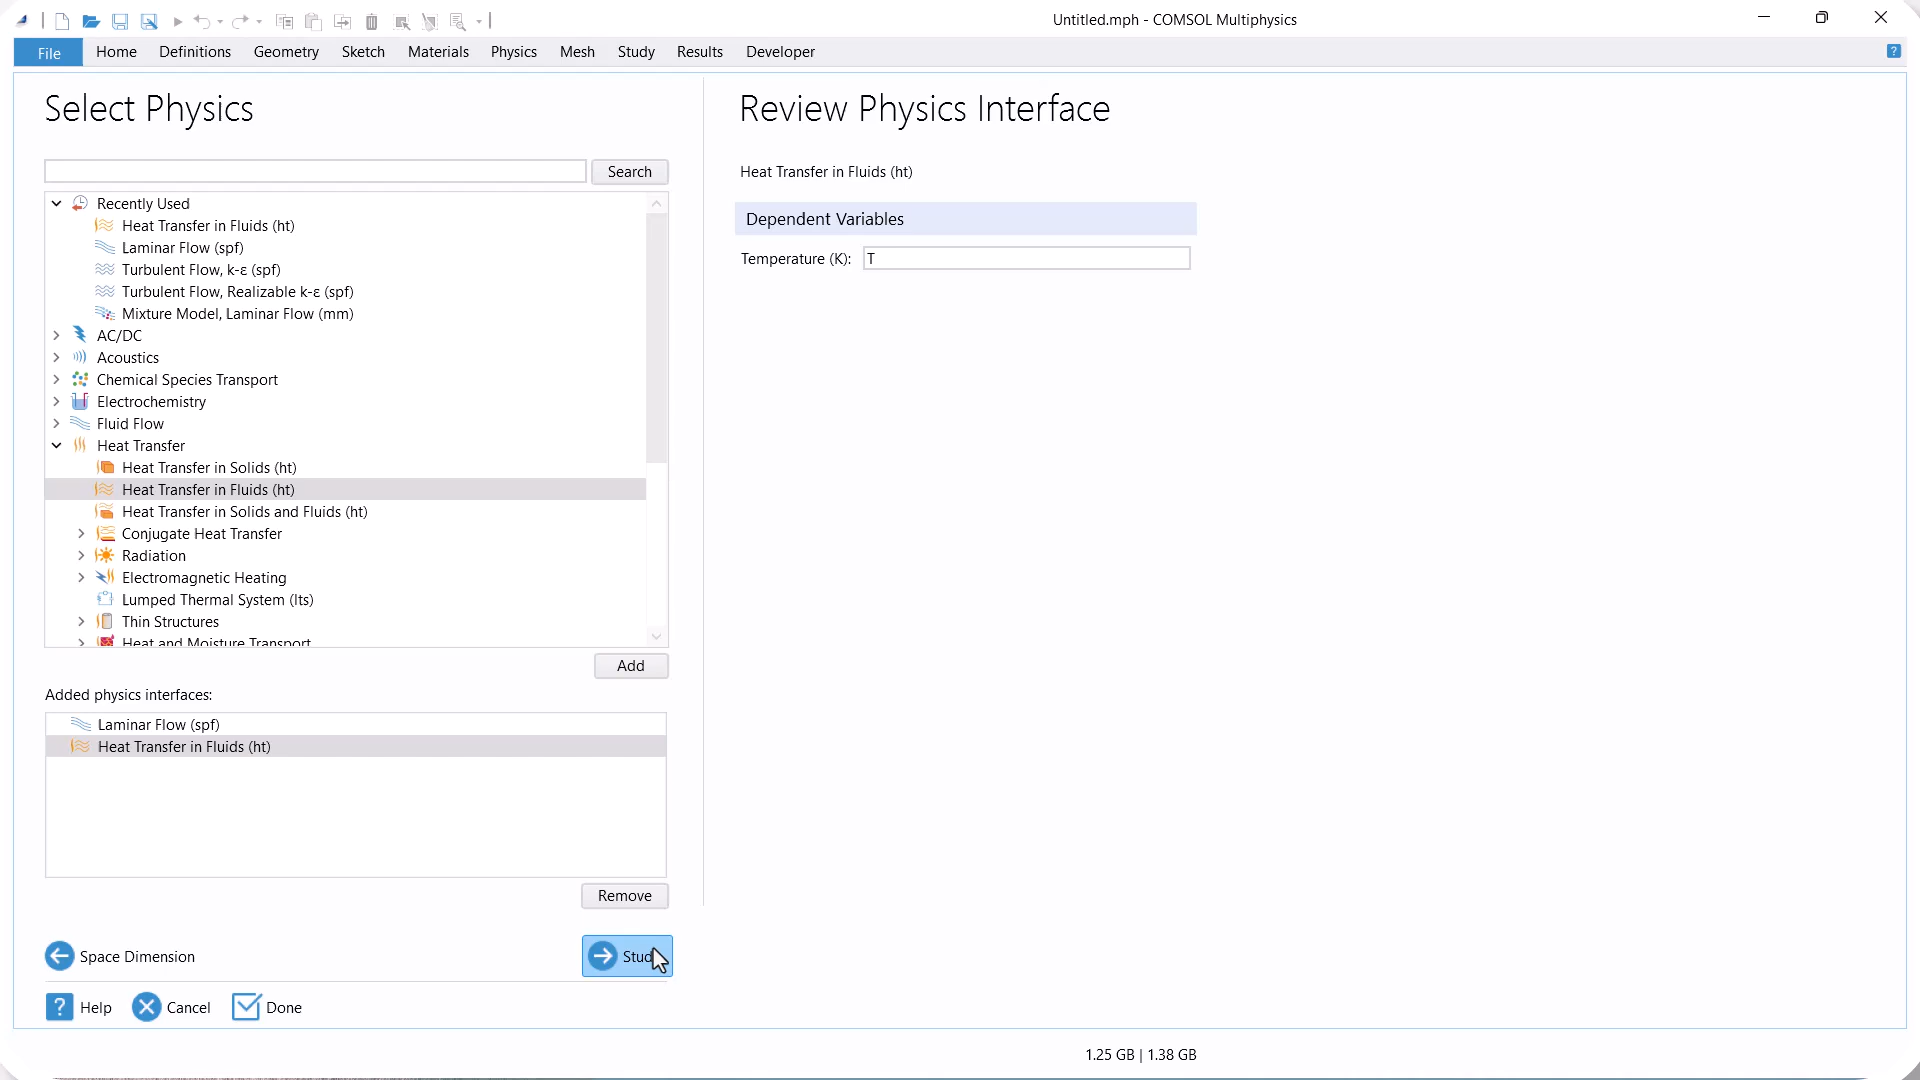 Untitled.mph - COMSOL Multiphysics
File Home Definitions Geometry Sketch Materials Physics Mesh Study Results Developer ?
Select Physics
Search
Recently Used
Heat Transfer in Fluids (ht)
Laminar Flow (spf)
Turbulent Flow, k-ε (spf)
Turbulent Flow, Realizable k-ε (spf)
Mixture Model, Laminar Flow (mm)
AC/DC
Acoustics
Chemical Species Transport
Electrochemistry
Fluid Flow
Heat Transfer
Heat Transfer in Solids (ht)
Heat Transfer in Fluids (ht)
Heat Transfer in Solids and Fluids (ht)
Conjugate Heat Transfer
Radiation
Electromagnetic Heating
Lumped Thermal System (lts)
Thin Structures
Heat and Moisture Transport
Add
Added physics interfaces:
Laminar Flow (spf)
Heat Transfer in Fluids (ht)
Remove
Space Dimension
? Help Cancel Done
Review Physics Interface
Heat Transfer in Fluids (ht)
Dependent Variables
Temperature (K): T
1.25 GB | 1.38 GB